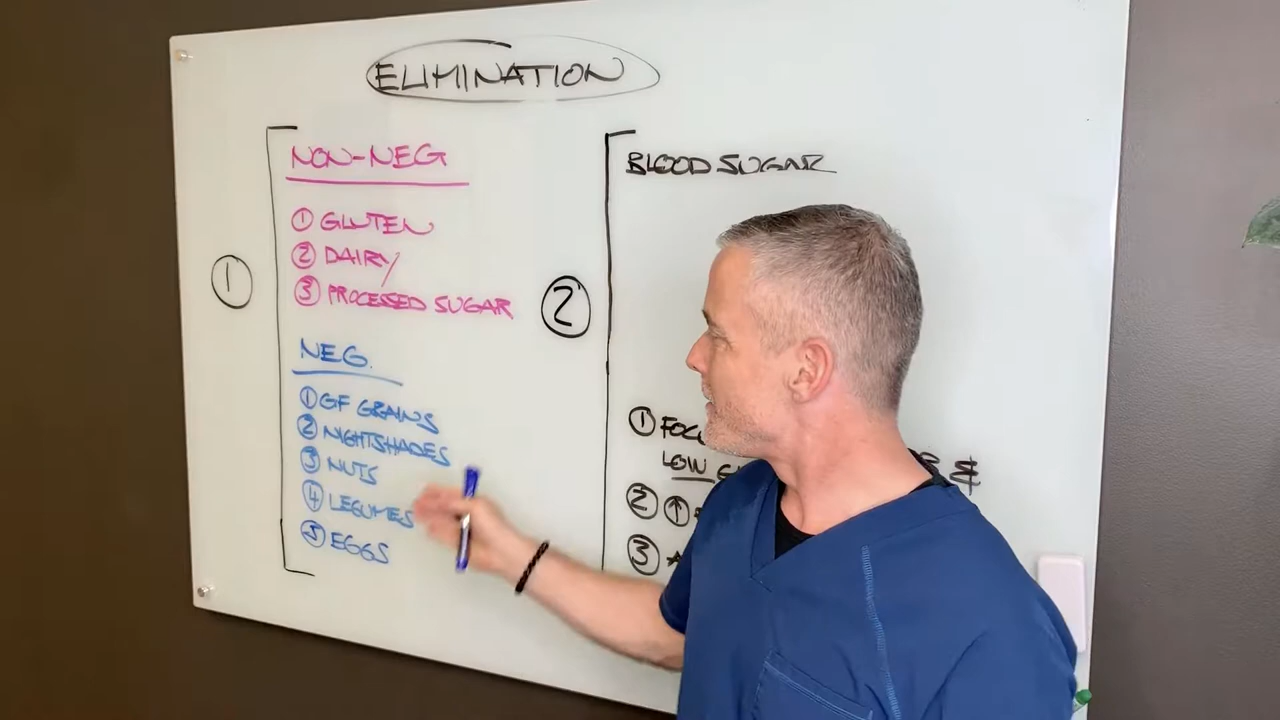 ELIMINATION
①
NON-NEG
① GLUTEN
② DAIRY
③ PROCESSED SUGAR
NEG.
① GF GRAINS
② NIGHTSHADES
③ NUTS
④ LEGUMES
⑤ EGGS
②
BLOOD SUGAR
①
LOW
② ↑
③